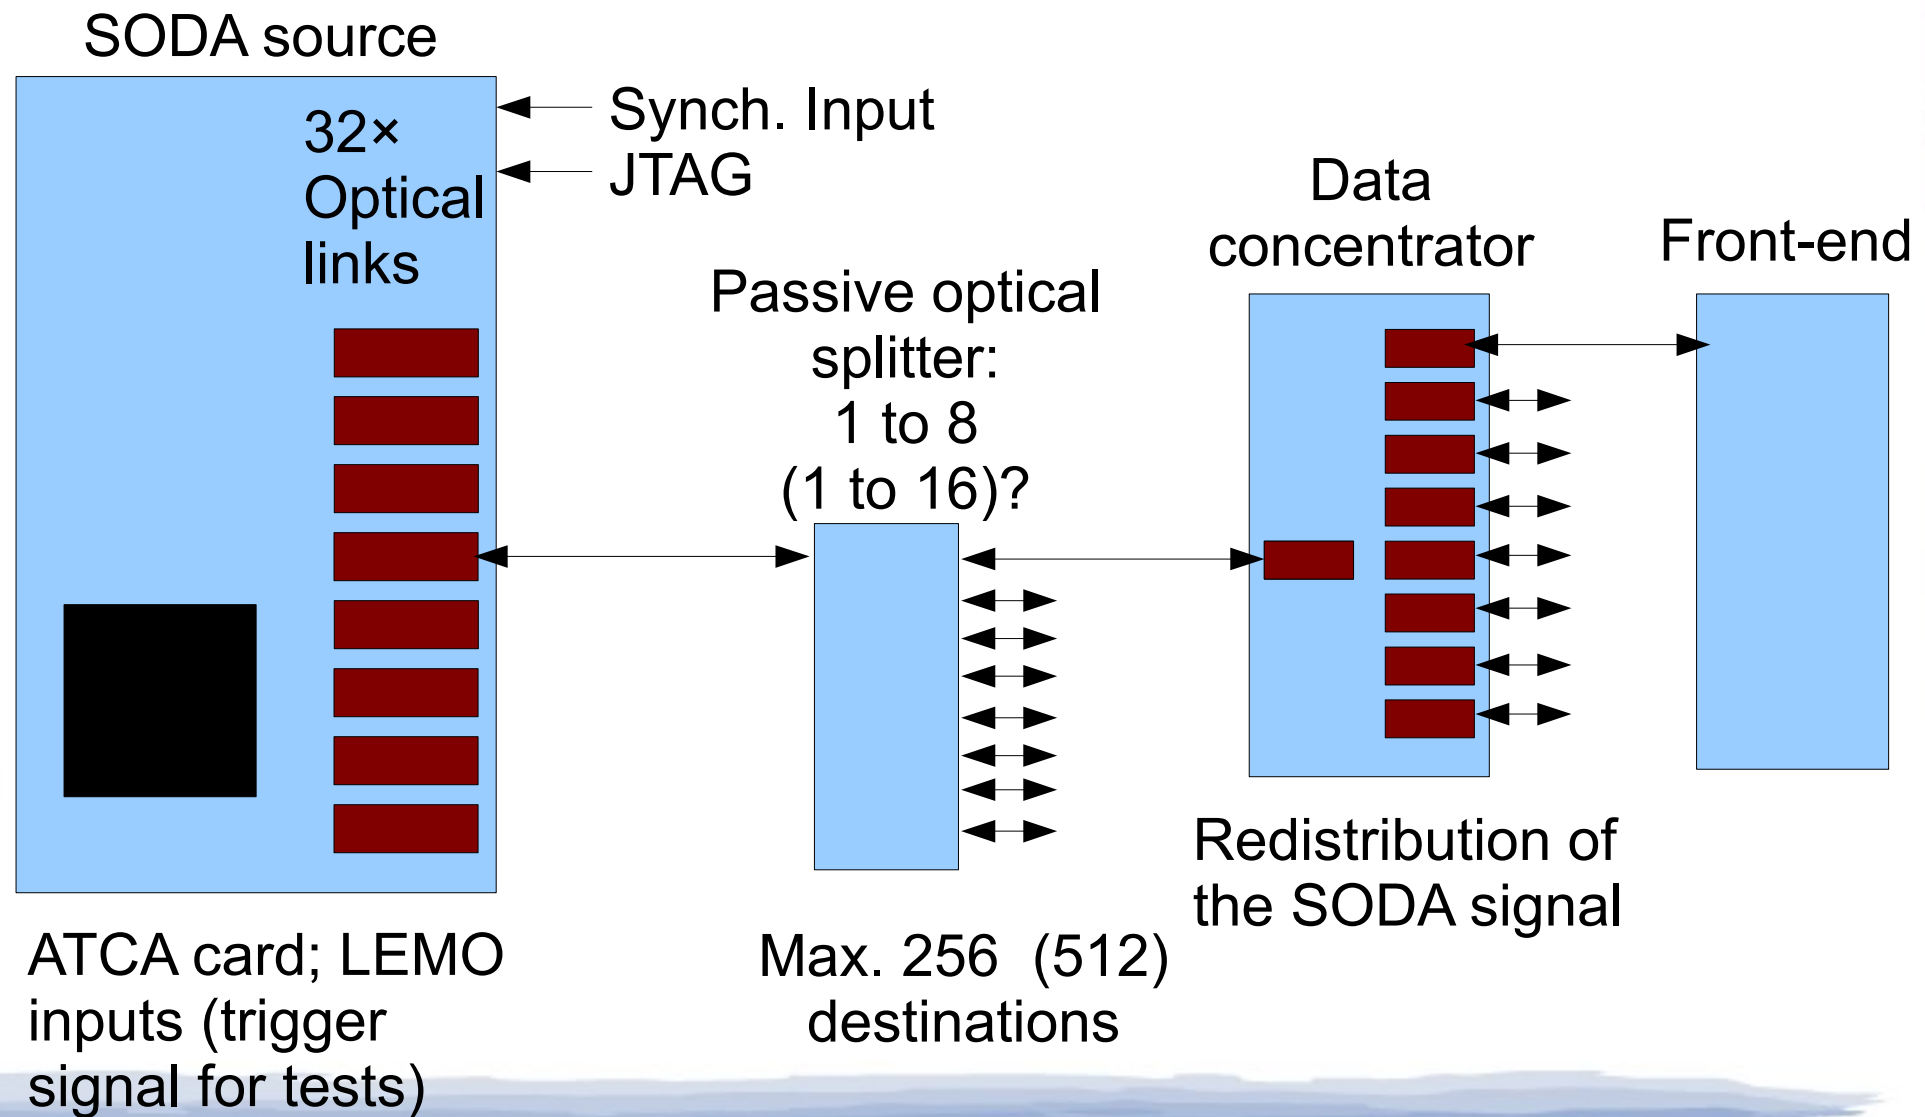 SODA source
32×
Optical
links
Synch. Input
JTAG
Passive optical
splitter:
1 to 8
(1 to 16)?
Data
concentrator
Front-end
Redistribution of
the SODA signal
ATCA card; LEMO
inputs (trigger
signal for tests)
Max. 256 (512)
destinations